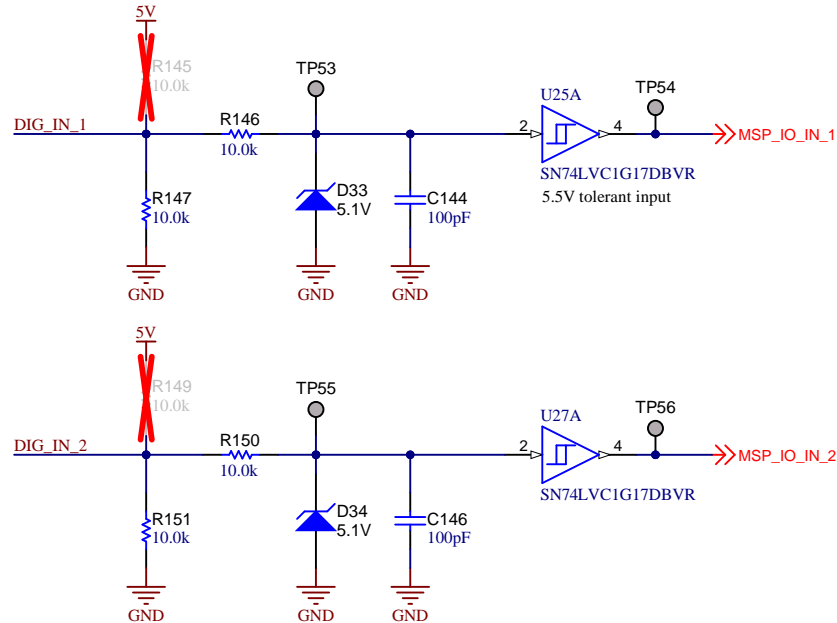 5V
R145
10.0k
TP53
U25A
TP54
DIG_IN_1
R146
10.0k
2
4
MSP_IO_IN_1
R147
10.0k
D33
5.1V
C144
100pF
SN74LVC1G17DBVR
5.5V tolerant input
GND
GND
GND
5V
R149
10.0k
TP55
U27A
TP56
DIG_IN_2
R150
10.0k
2
4
MSP_IO_IN_2
R151
10.0k
D34
5.1V
C146
100pF
SN74LVC1G17DBVR
GND
GND
GND